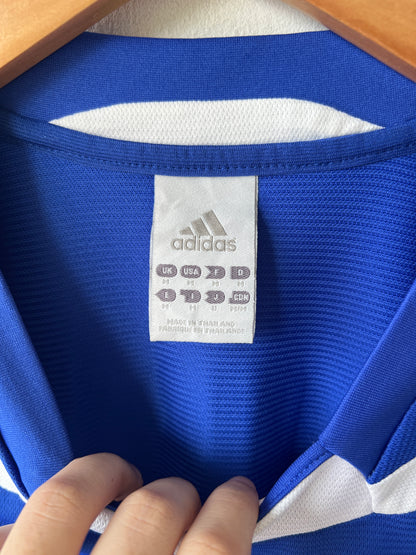 adidas
UK USA F D
M M M M
E I J CDN
M M M/M
MADE IN THAILAND
FABRIQUE EN THAILANDE